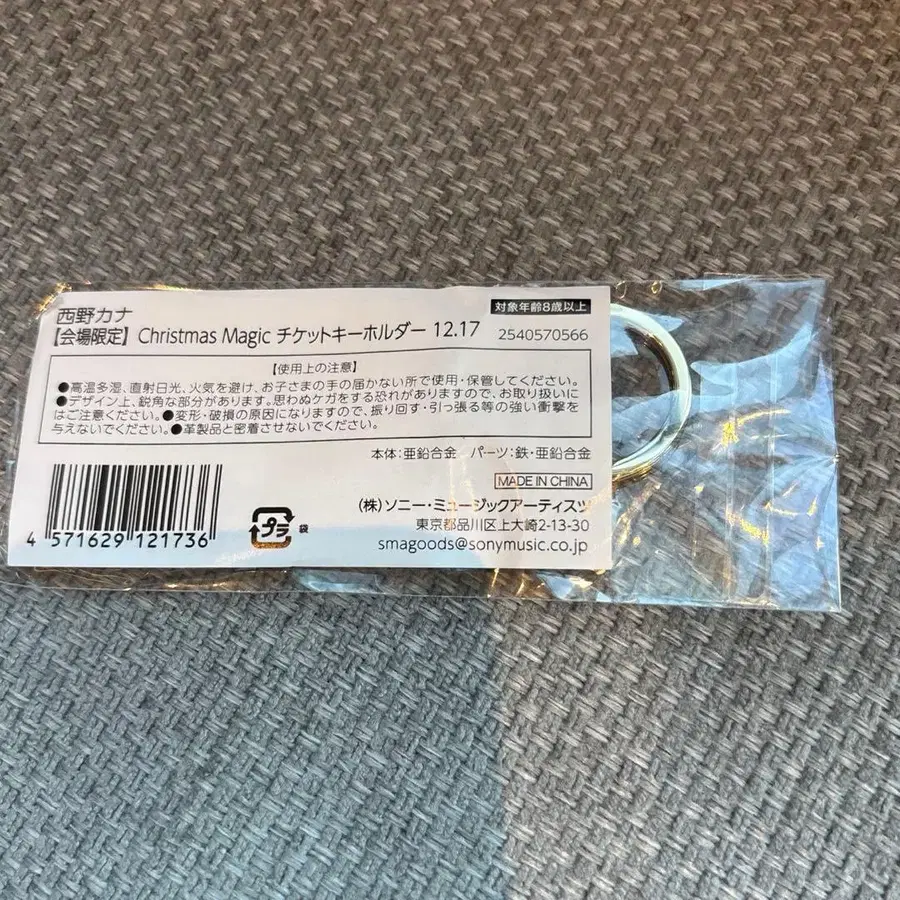 西野カナ
対象年齢8歳以上
【会場限定】Christmas Magic チケットキーホルダー 12.17
2540570566
【使用上の注意】
●高温多湿、直射日光、火気を避け、お子さまの手の届かない所で使用・保管してください。
●デザイン上、鋭角な部分があります。思わぬケガをする恐れがありますので、お取り扱いに
はご注意ください。●変形・破損の原因になりますので、振り回す・引っ張る等の強い衝撃を
与えないでください。●革製品と密着させないでください。
本体:亜鉛合金 パーツ:鉄・亜鉛合金
MADE IN CHINA
(株)ソニー・ミュージックアーティスツ
東京都品川区上大崎2-13-30
smagoods@sonymusic.co.jp
プラ 袋
4 571629 121736